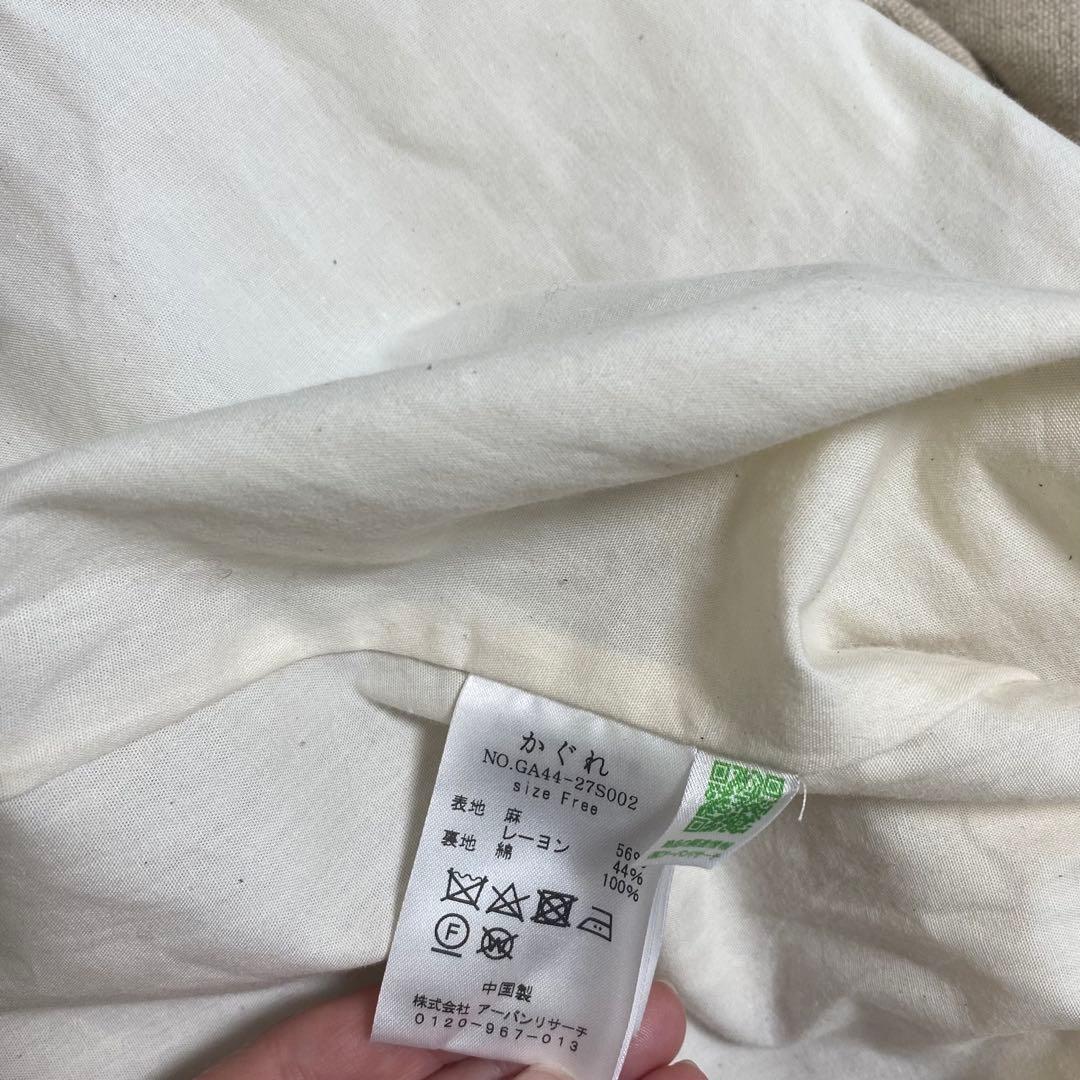 かぐれ
NO.GA44-27S002
size Free
表地 麻 56%
レーヨン 44%
裏地 綿 100%
F
W
中国製
株式会社 アーバンリサーチ
0120-967-013